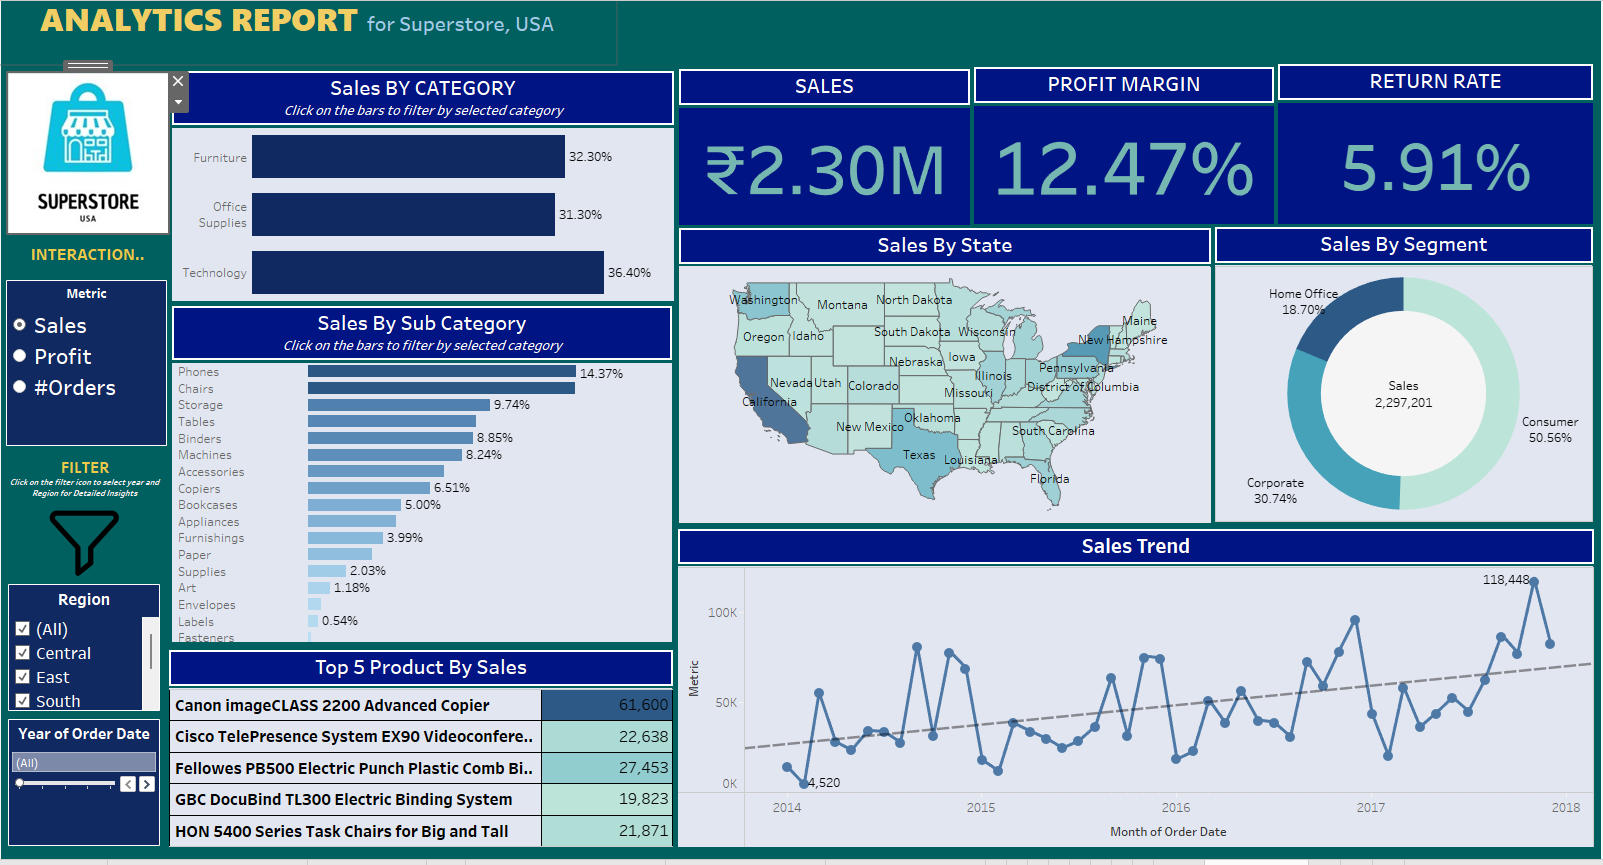 ANALYTICS REPORT for Superstore, USA
SUPERSTORE
USA
INTERACTION..
Metric
Sales
Profit
#Orders
FILTER
Click on the filter icon to select year and
Region for Detailed Insights
Region
(All)
Central
East
South
Year of Order Date
(All)
Sales BY CATEGORY
Click on the bars to filter by selected category
Furniture 32.30%
Office
Supplies 31.30%
Technology 36.40%
Sales By Sub Category
Click on the bars to filter by selected category
Phones 14.37%
Chairs
Storage 9.74%
Tables
Binders 8.85%
Machines 8.24%
Accessories
Copiers 6.51%
Bookcases 5.00%
Appliances
Furnishings 3.99%
Paper
Supplies 2.03%
Art 1.18%
Envelopes
Labels 0.54%
Fasteners
Top 5 Product By Sales
Canon imageCLASS 2200 Advanced Copier 61,600
Cisco TelePresence System EX90 Videoconfere.. 22,638
Fellowes PB500 Electric Punch Plastic Comb Bi.. 27,453
GBC DocuBind TL300 Electric Binding System 19,823
HON 5400 Series Task Chairs for Big and Tall 21,871
SALES
₹2.30M
PROFIT MARGIN
12.47%
RETURN RATE
5.91%
Sales By State
Washington
Montana
North Dakota
Maine
Oregon
Idaho
South Dakota
Wisconsin
New Hampshire
Nebraska
Iowa
Pennsylvania
Nevada
Utah
Colorado
Illinois
District of Columbia
California
Missouri
New Mexico
Oklahoma
South Carolina
Texas
Louisiana
Florida
Sales By Segment
Home Office
18.70%
Sales
2,297,201
Consumer
50.56%
Corporate
30.74%
Sales Trend
118,448
100K
Metric
50K
0K
4,520
2014 2015 2016 2017 2018
Month of Order Date